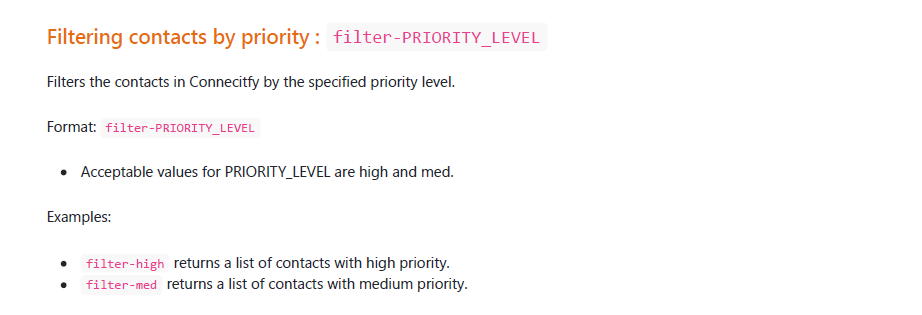 Filtering contacts by priority : filter-PRIORITY_LEVEL
Filters the contacts in Connecitfy by the specified priority level.
Format: filter-PRIORITY_LEVEL
• Acceptable values for PRIORITY_LEVEL are high and med.
Examples:
• filter-high returns a list of contacts with high priority.
• filter-med returns a list of contacts with medium priority.